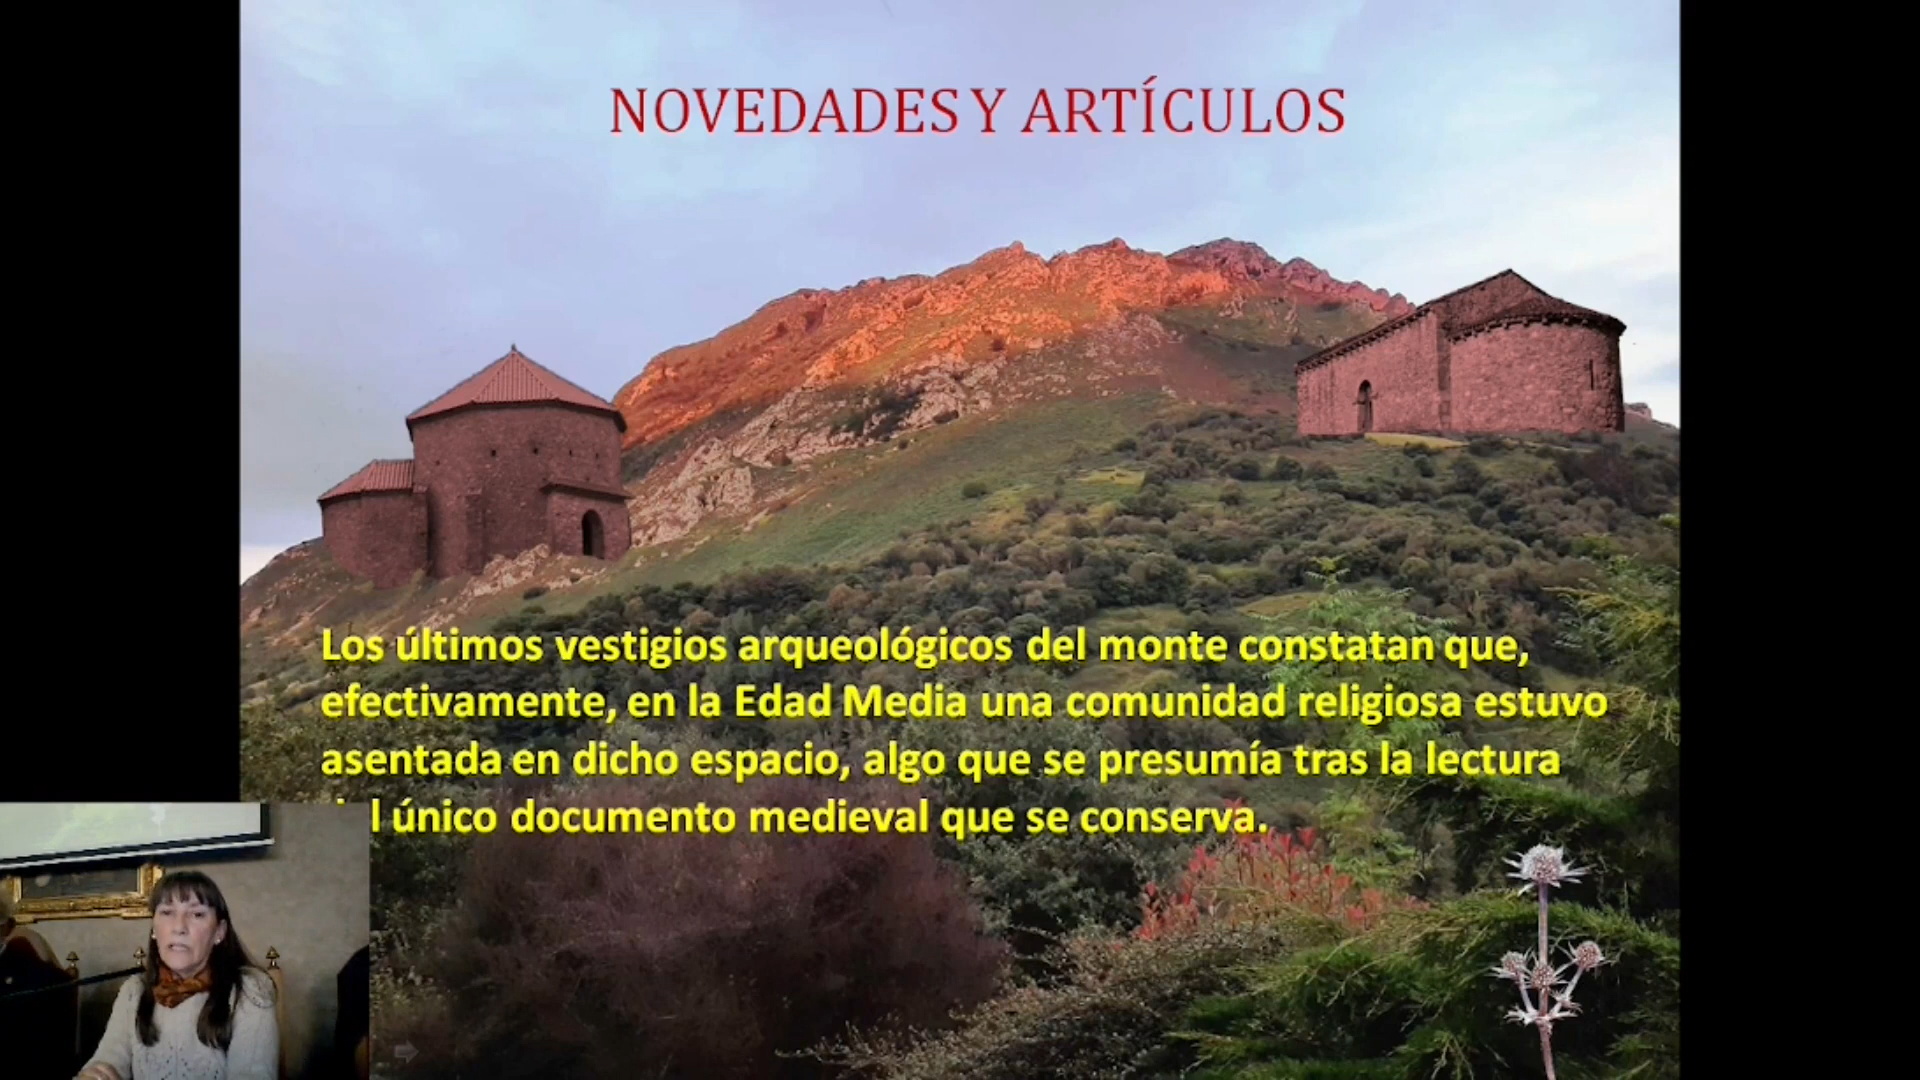 NOVEDADES Y ARTÍCULOS
Los últimos vestigios arqueológicos del monte constatan que,
efectivamente, en la Edad Media una comunidad religiosa estuvo
asentada en dicho espacio, algo que se presumía tras la lectura
l único documento medieval que se conserva.